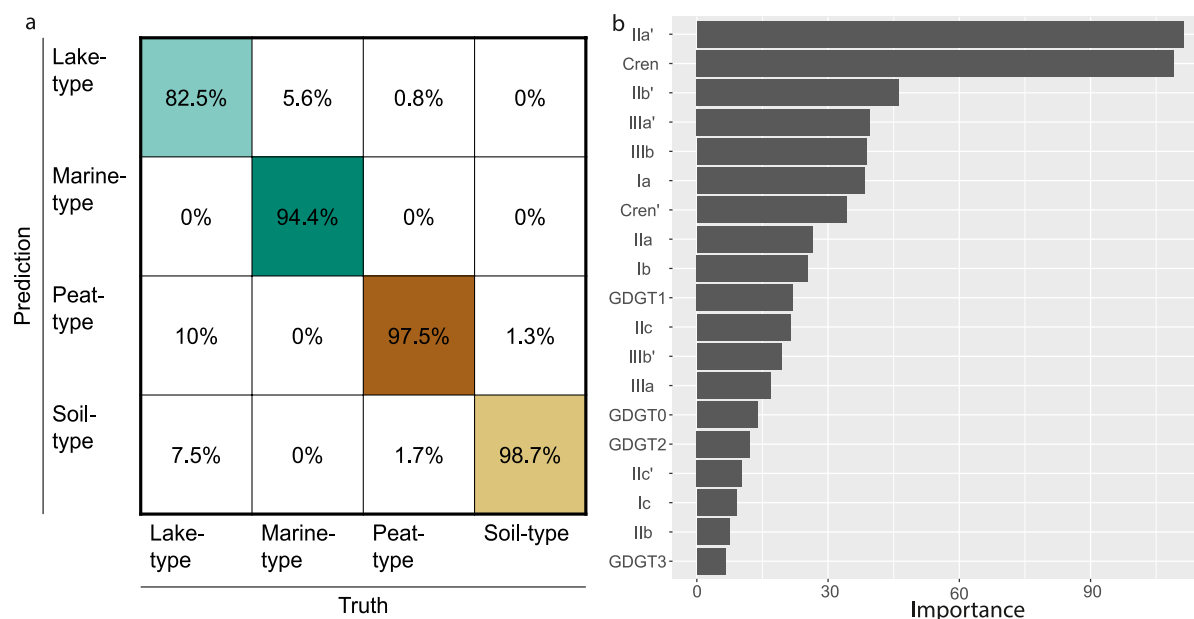 a
Prediction
Lake-
type
82.5% 5.6% 0.8% 0%
Marine-
type
0% 94.4% 0% 0%
Peat-
type
10% 0% 97.5% 1.3%
Soil-
type
7.5% 0% 1.7% 98.7%
Lake- Marine- Peat- Soil-type
type type type
Truth
b
IIa'
Cren
IIb'
IIIa'
IIIb
Ia
Cren'
IIa
Ib
GDGT1
IIc
IIIb'
IIIa
GDGT0
GDGT2
IIc'
Ic
IIb
GDGT3
0 30 60 90
Importance